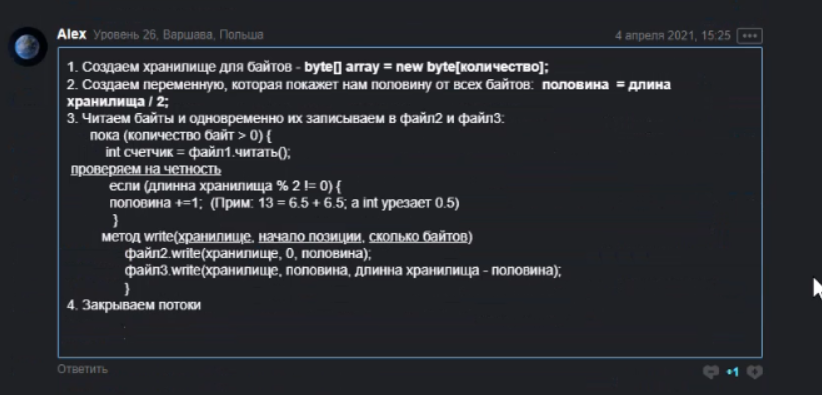 Alex Уровень 26, Варшава, Польша 4 апреля 2021, 15:25
1. Создаем хранилище для байтов - byte[] array = new byte[количество];
2. Создаем переменную, которая покажет нам половину от всех байтов: половина = длина
хранилища / 2;
3. Читаем байты и одновременно их записываем в файл2 и файл3:
пока (количество байт > 0) {
int счетчик = файл1.читать();
проверяем на четность
если (длинна хранилища % 2 != 0) {
половина +=1; (Прим: 13 = 6.5 + 6.5; а int урезает 0.5)
}
метод write(хранилище, начало позиции, сколько байтов)
файл2.write(хранилище, 0, половина);
файл3.write(хранилище, половина, длинна хранилища - половина);
}
4. Закрываем потоки
Ответить +1